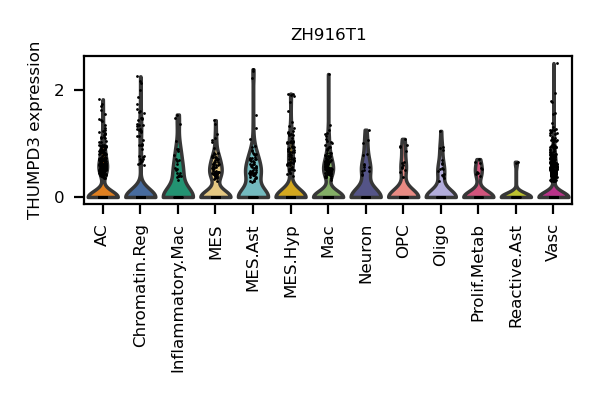 ZH916T1
THUMPD3 expression
2
0
AC
Chromatin.Reg
Inflammatory.Mac
MES
MES.Ast
MES.Hyp
Mac
Neuron
OPC
Oligo
Prolif.Metab
Reactive.Ast
Vasc